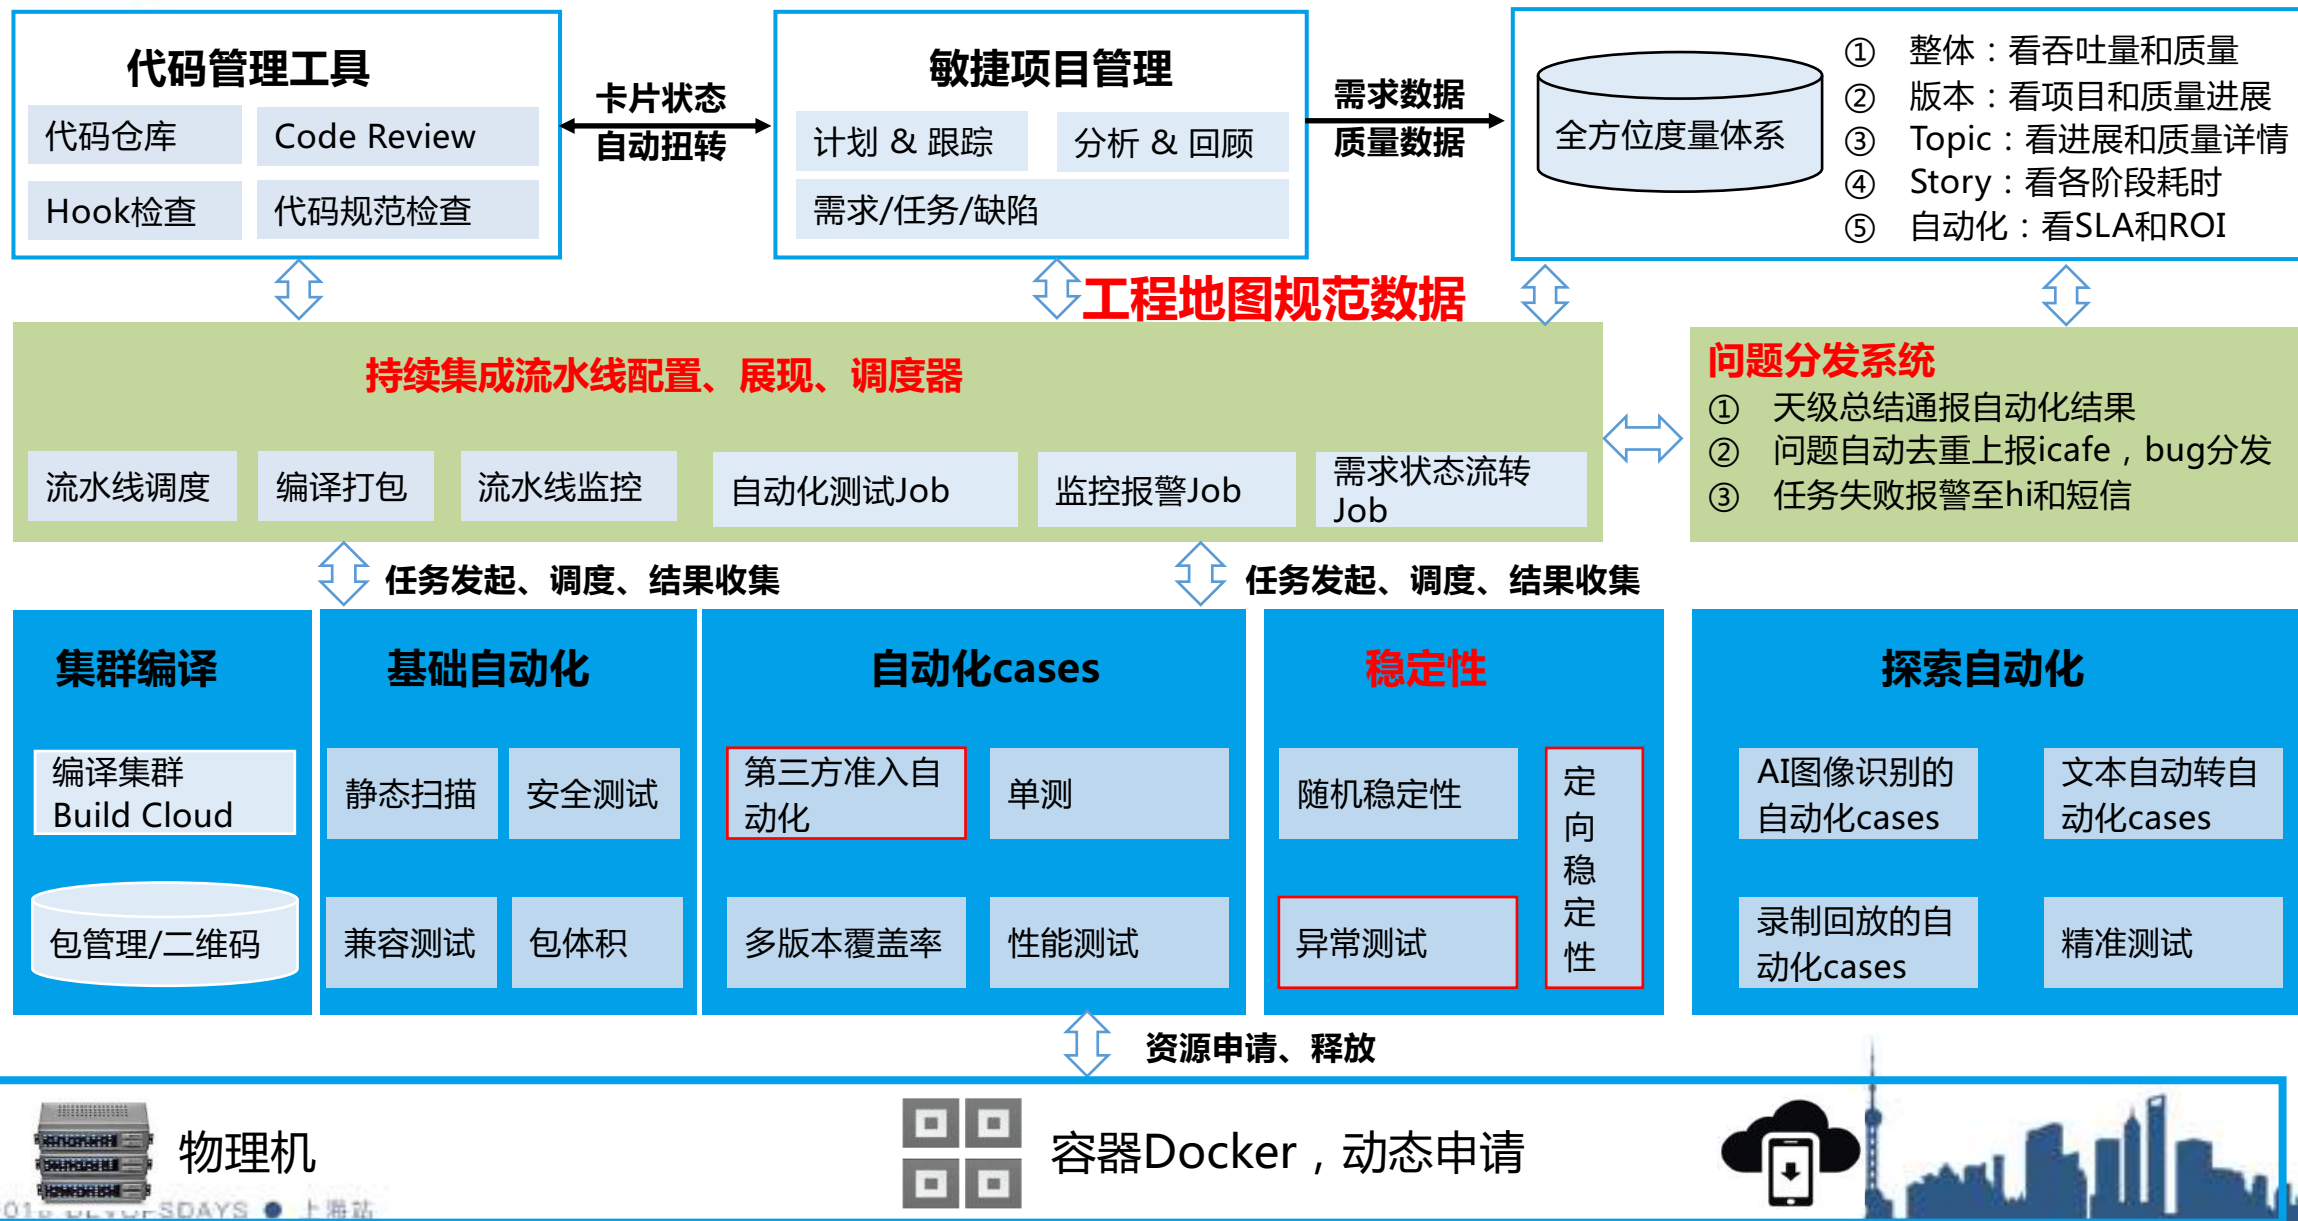 代码管理工具
代码仓库
Code Review
Hook检查
代码规范检查
卡片状态
自动扭转
敏捷项目管理
计划 & 跟踪
分析 & 回顾
需求/任务/缺陷
需求数据
质量数据
全方位度量体系
① 整体：看吞吐量和质量
② 版本：看项目和质量进展
③ Topic：看进展和质量详情
④ Story：看各阶段耗时
⑤ 自动化：看SLA和ROI
工程地图规范数据
持续集成流水线配置、展现、调度器
流水线调度
编译打包
流水线监控
自动化测试Job
监控报警Job
需求状态流转
Job
问题分发系统
① 天级总结通报自动化结果
② 问题自动去重上报icafe，bug分发
③ 任务失败报警至hi和短信
任务发起、调度、结果收集
任务发起、调度、结果收集
集群编译
编译集群
Build Cloud
包管理/二维码
基础自动化
静态扫描
安全测试
兼容测试
包体积
自动化cases
第三方准入自
动化
单测
多版本覆盖率
性能测试
稳定性
随机稳定性
异常测试
定
向
稳
定
性
探索自动化
AI图像识别的
自动化cases
文本自动转自
动化cases
录制回放的自
动化cases
精准测试
资源申请、释放
物理机
容器Docker，动态申请
SDAYS ● 上海站